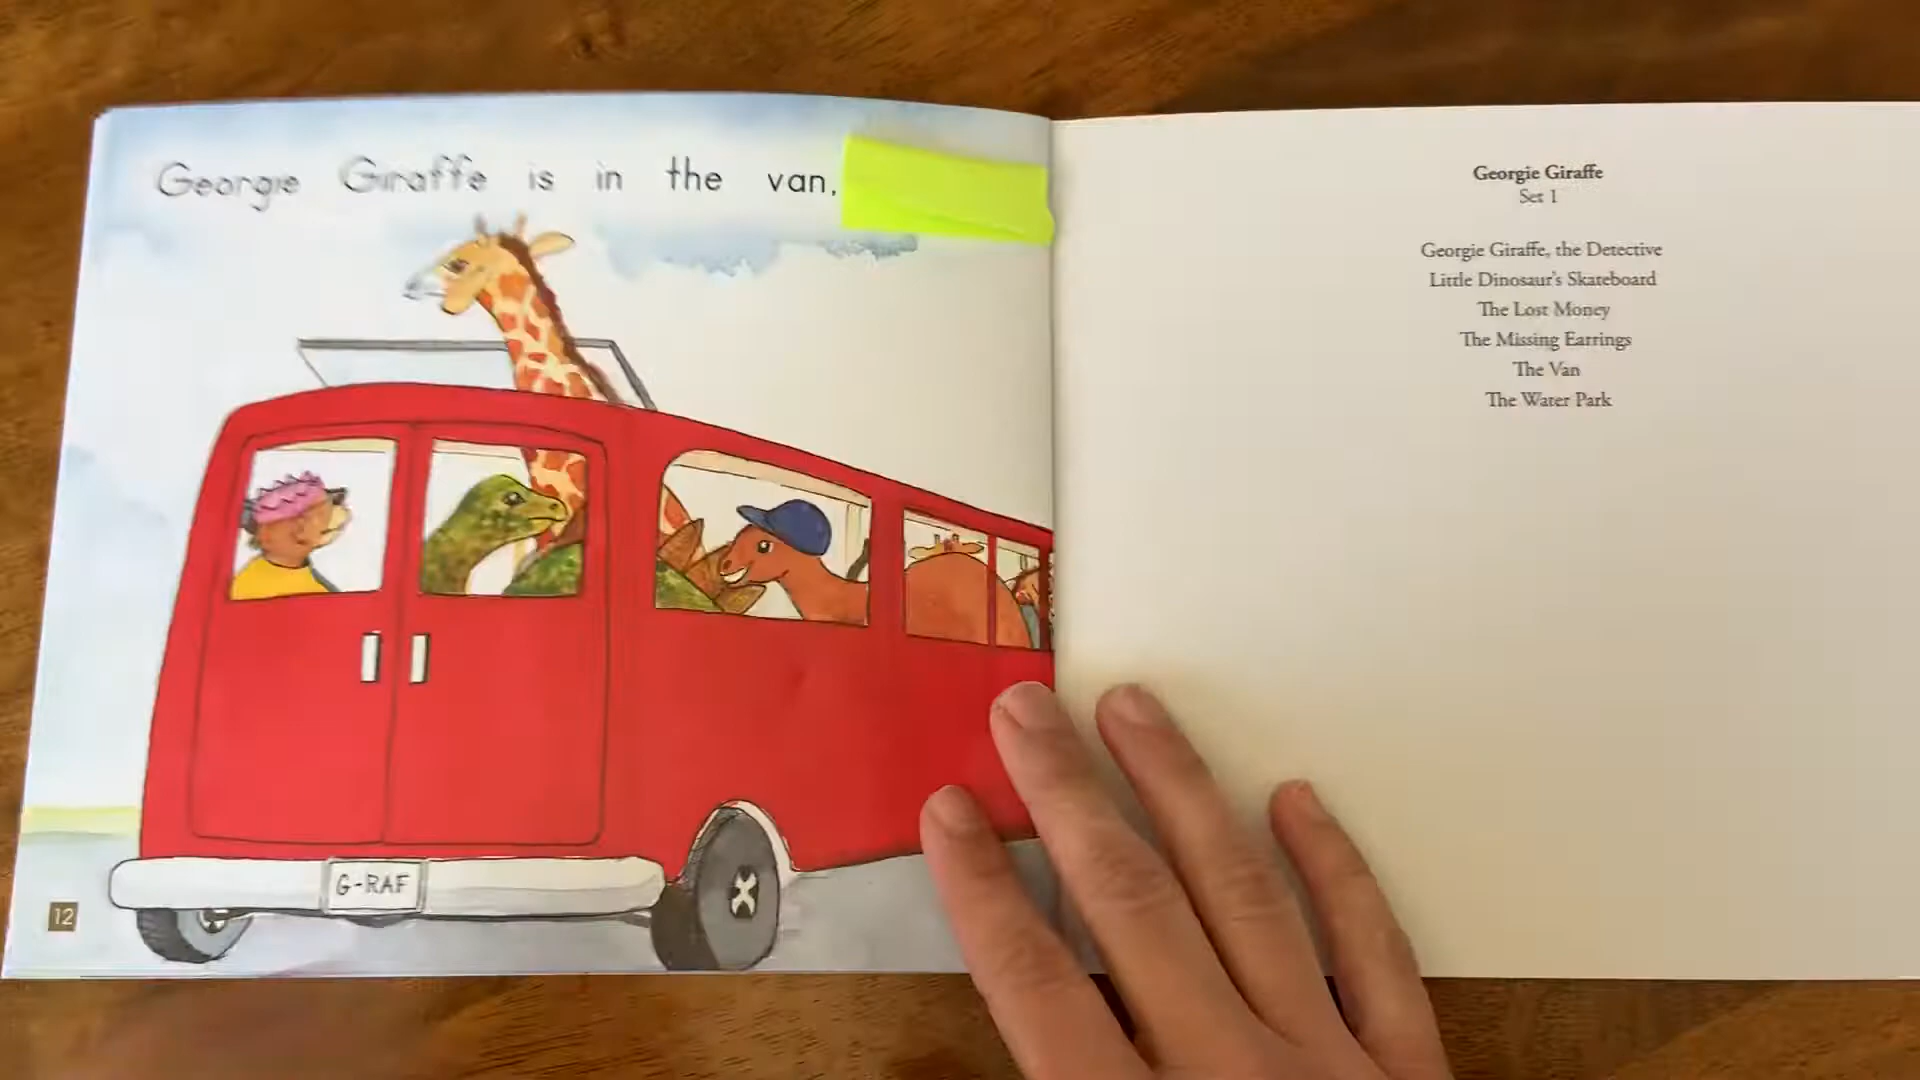 Georgie Giraffe is in the van,
G-RAF
12
Georgie Giraffe
Set 1
Georgie Giraffe, the Detective
Little Dinosaur's Skateboard
The Lost Money
The Missing Earrings
The Van
The Water Park